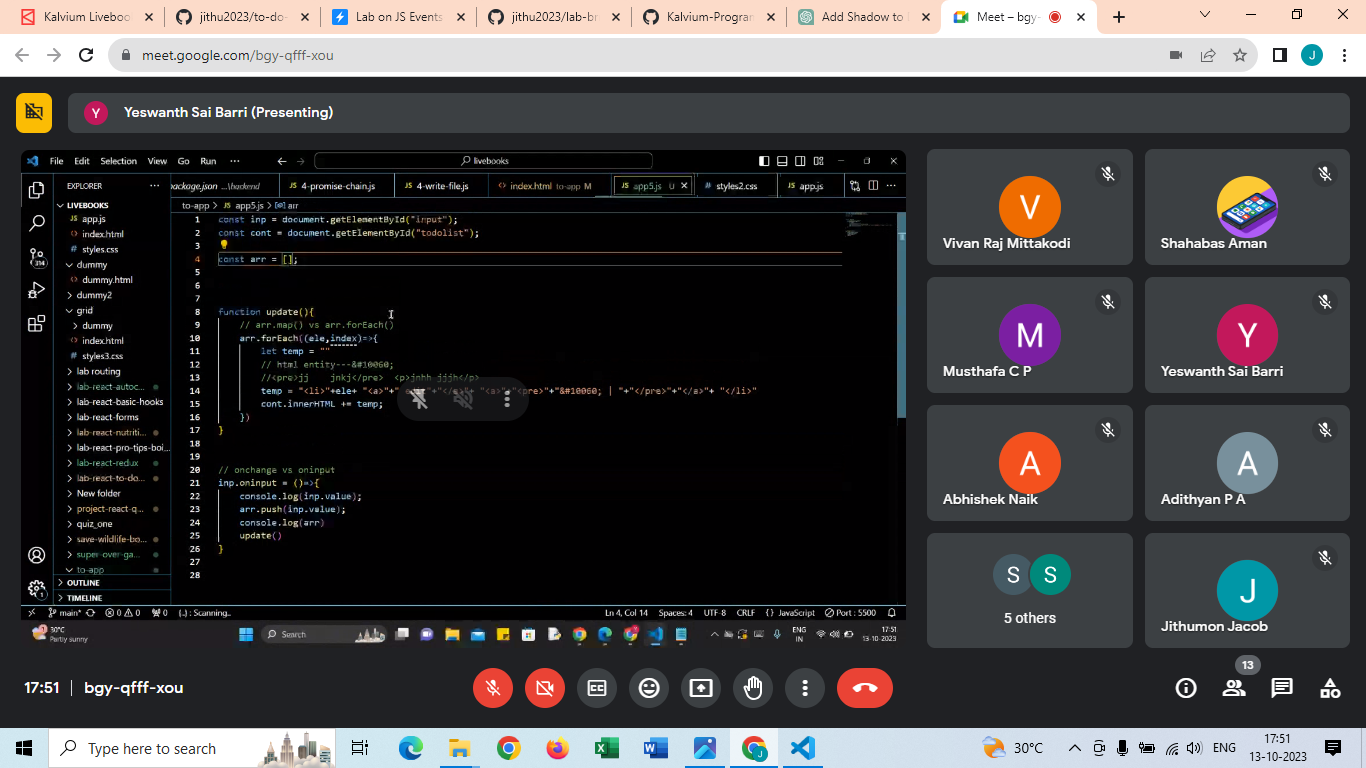 Kalvium Liveboo
jithu2023/to-do-
Lab on JS Events
jithu2023/lab-br
Kalvium-Progran
Add Shadow to
Meet – bgy-
meet.google.com/bgy-qfff-xou
J
Y
Yeswanth Sai Barri (Presenting)
File Edit Selection View Go Run ···
livebooks
EXPLORER
package.json ...\backend
4-promise-chain.js
4-write-file.js
index.html to-app M
app5.js U
styles2.css
app.js
to-app > app5.js > arr
LIVEBOOKS
app.js
index.html
styles.css
dummy
dummy.html
dummy2
grid
dummy
index.html
styles3.css
lab routing
lab-react-autoc...
lab-react-basic-hooks
lab-react-forms
lab-react-nutriti...
lab-react-pro-tips-boi...
lab-react-redux
lab-react-to-do...
New folder
project-react-q...
quiz_one
save-wildlife-bo...
super-over-ga...
to-app
OUTLINE
TIMELINE
314
1
1 const inp = document.getElementById("input");
2 const cont = document.getElementById("todolist");
3
4 const arr = [];
5
6
7
8 function update(){
9 // arr.map() vs arr.forEach()
10 arr.forEach((ele,index)=>{
11 let temp = ""
12 // html entity---&#10060;
13 //<pre>jj jnkj</pre> <p>jnhh jjjh</p>
14 temp = "<li>"+ele+ "<a>"+" "</a>"+ "<a>"+"<pre>"+"&#10060; | "+"</pre>"+"</a>"+ "</li>"
15 cont.innerHTML += temp;
16 })
17 }
18
19
20 // onchange vs oninput
21 inp.oninput = ()=>{
22 console.log(inp.value);
23 arr.push(inp.value);
24 console.log(arr)
25 update()
26 }
27
28
main* 0 0 0 {..} : Scanning.. Ln 4, Col 14 Spaces: 4 UTF-8 CRLF {} JavaScript Port : 5500
30°C
Partly sunny
Search
ENG
IN
17:51
13-10-2023
V
Vivan Raj Mittakodi
Shahabas Aman
M
Musthafa C P
Y
Yeswanth Sai Barri
A
Abhishek Naik
A
Adithyan P A
S S
5 others
J
Jithumon Jacob
17:51 | bgy-qfff-xou
13
Type here to search
30°C
ENG
17:51
13-10-2023